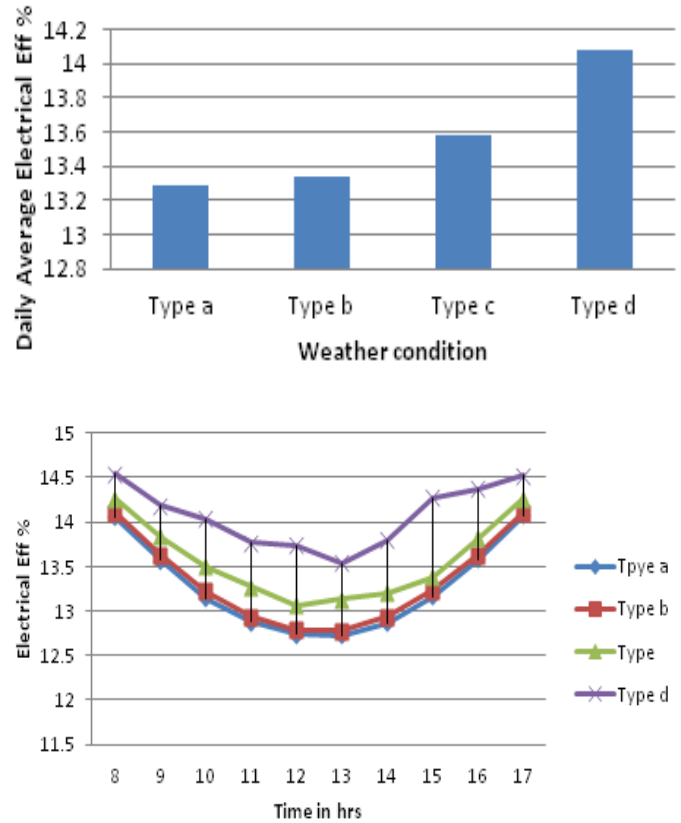 Daily Average Electrical Eff %
14.2
14
13.8
13.6
13.4
13.2
13
12.8
Type a Type b Type c Type d
Weather condition
Electrical Eff %
15
14.5
14
13.5
13
12.5
12
11.5
8 9 10 11 12 13 14 15 16 17
Time in hrs
Tpye a
Type b
Type
Type d